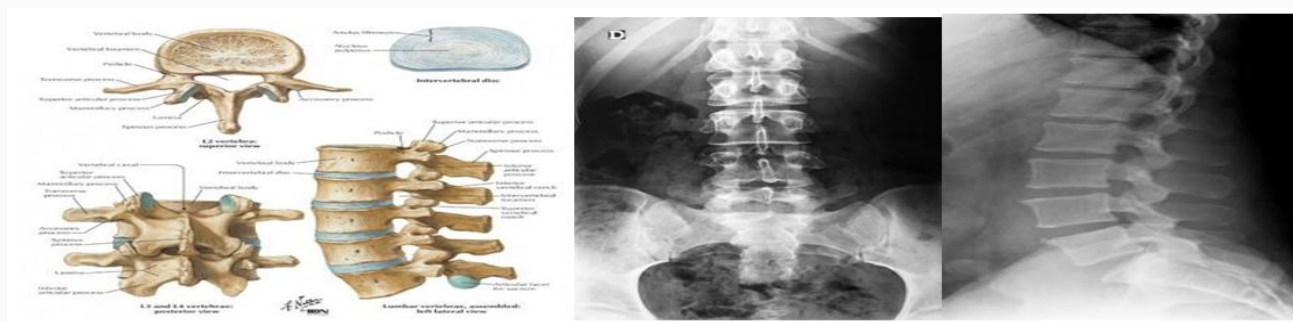 Vertebral body
Vertebral foramen
Pedicle
Transverse process
Superior articular process
Mamillary process
Lamina
Spinous process
Accessory process
L2 vertebra:
superior view
Anulus fibrosus
Nucleus
pulposus
Intervertebral disc
Vertebral canal
Superior
articular process
Mamillary process
Transverse
process
Vertebral body
Accessory
process
Spinous
process
Lamina
Inferior
articular process
L3 and L4 vertebrae:
posterior view
Pedicle
Superior articular process
Mamillary process
Transverse process
Spinous process
Vertebral body
Intervertebral disc
Inferior
articular
process
Inferior
vertebral notch
Intervertebral
foramen
Superior
vertebral
notch
Articular facet
for sacrum
Lumbar vertebrae, assembled:
left lateral view
D